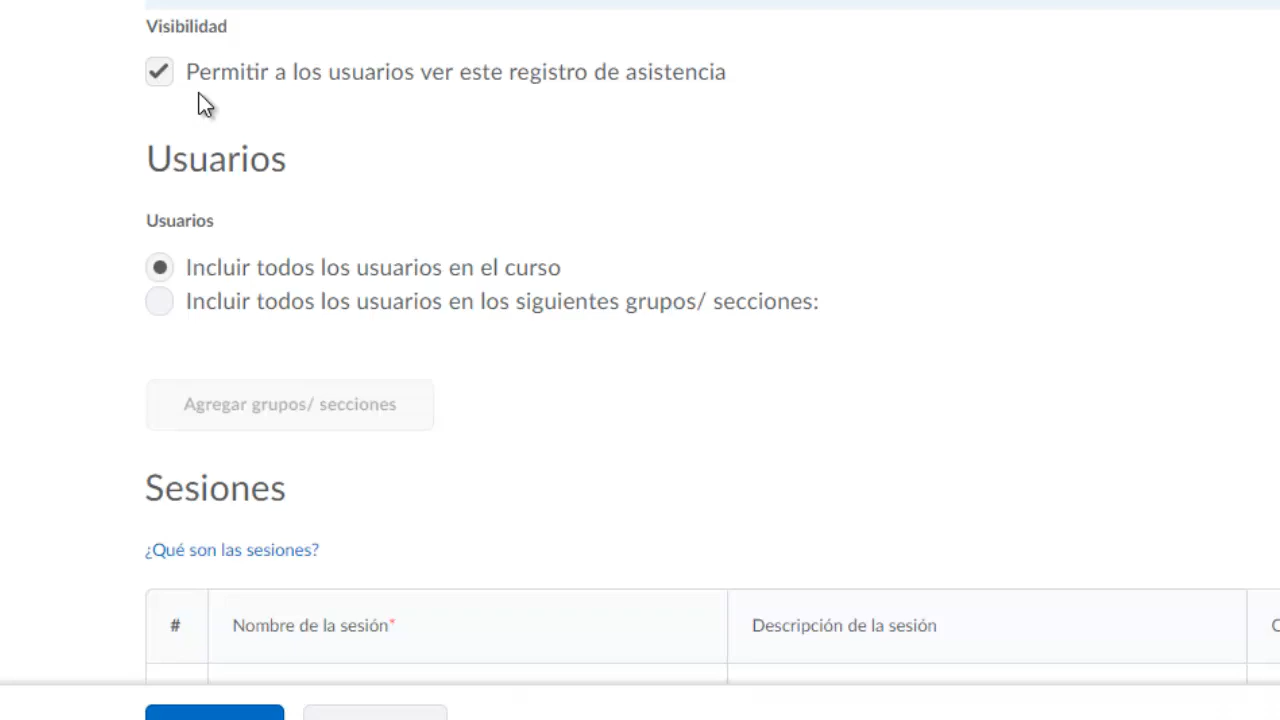 Visibilidad
Permitir a los usuarios ver este registro de asistencia
Usuarios
Usuarios
Incluir todos los usuarios en el curso
Incluir todos los usuarios en los siguientes grupos/ secciones:
Agregar grupos/ secciones
Sesiones
¿Qué son las sesiones?
# Nombre de la sesión* Descripción de la sesión